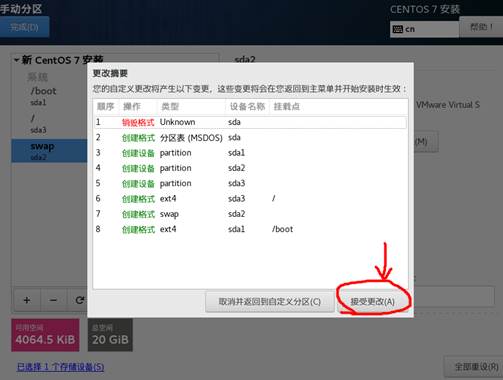 手动分区
CENTOS 7 安装
完成(D)
cn
帮助！
新 CentOS 7 安装
sda2
系统
/boot
sda1
/
sda3
swap
sda2
VMware Virtual S
(M)
更改摘要
您的自定义更改将产生以下变更，这些变更将会在您返回到主菜单并开始安装时生效：
顺序 操作 类型 设备名称 挂载点
1 销毁格式 Unknown sda
2 创建格式 分区表 (MSDOS) sda
3 创建设备 partition sda1
4 创建设备 partition sda2
5 创建设备 partition sda3
6 创建格式 ext4 sda3 /
7 创建格式 swap sda2
8 创建格式 ext4 sda1 /boot
取消并返回到自定义分区(C)
接受更改(A)
可用空间
4064.5 KiB
总空间
20 GiB
已选择 1 个存储设备(S)
全部重设(R)